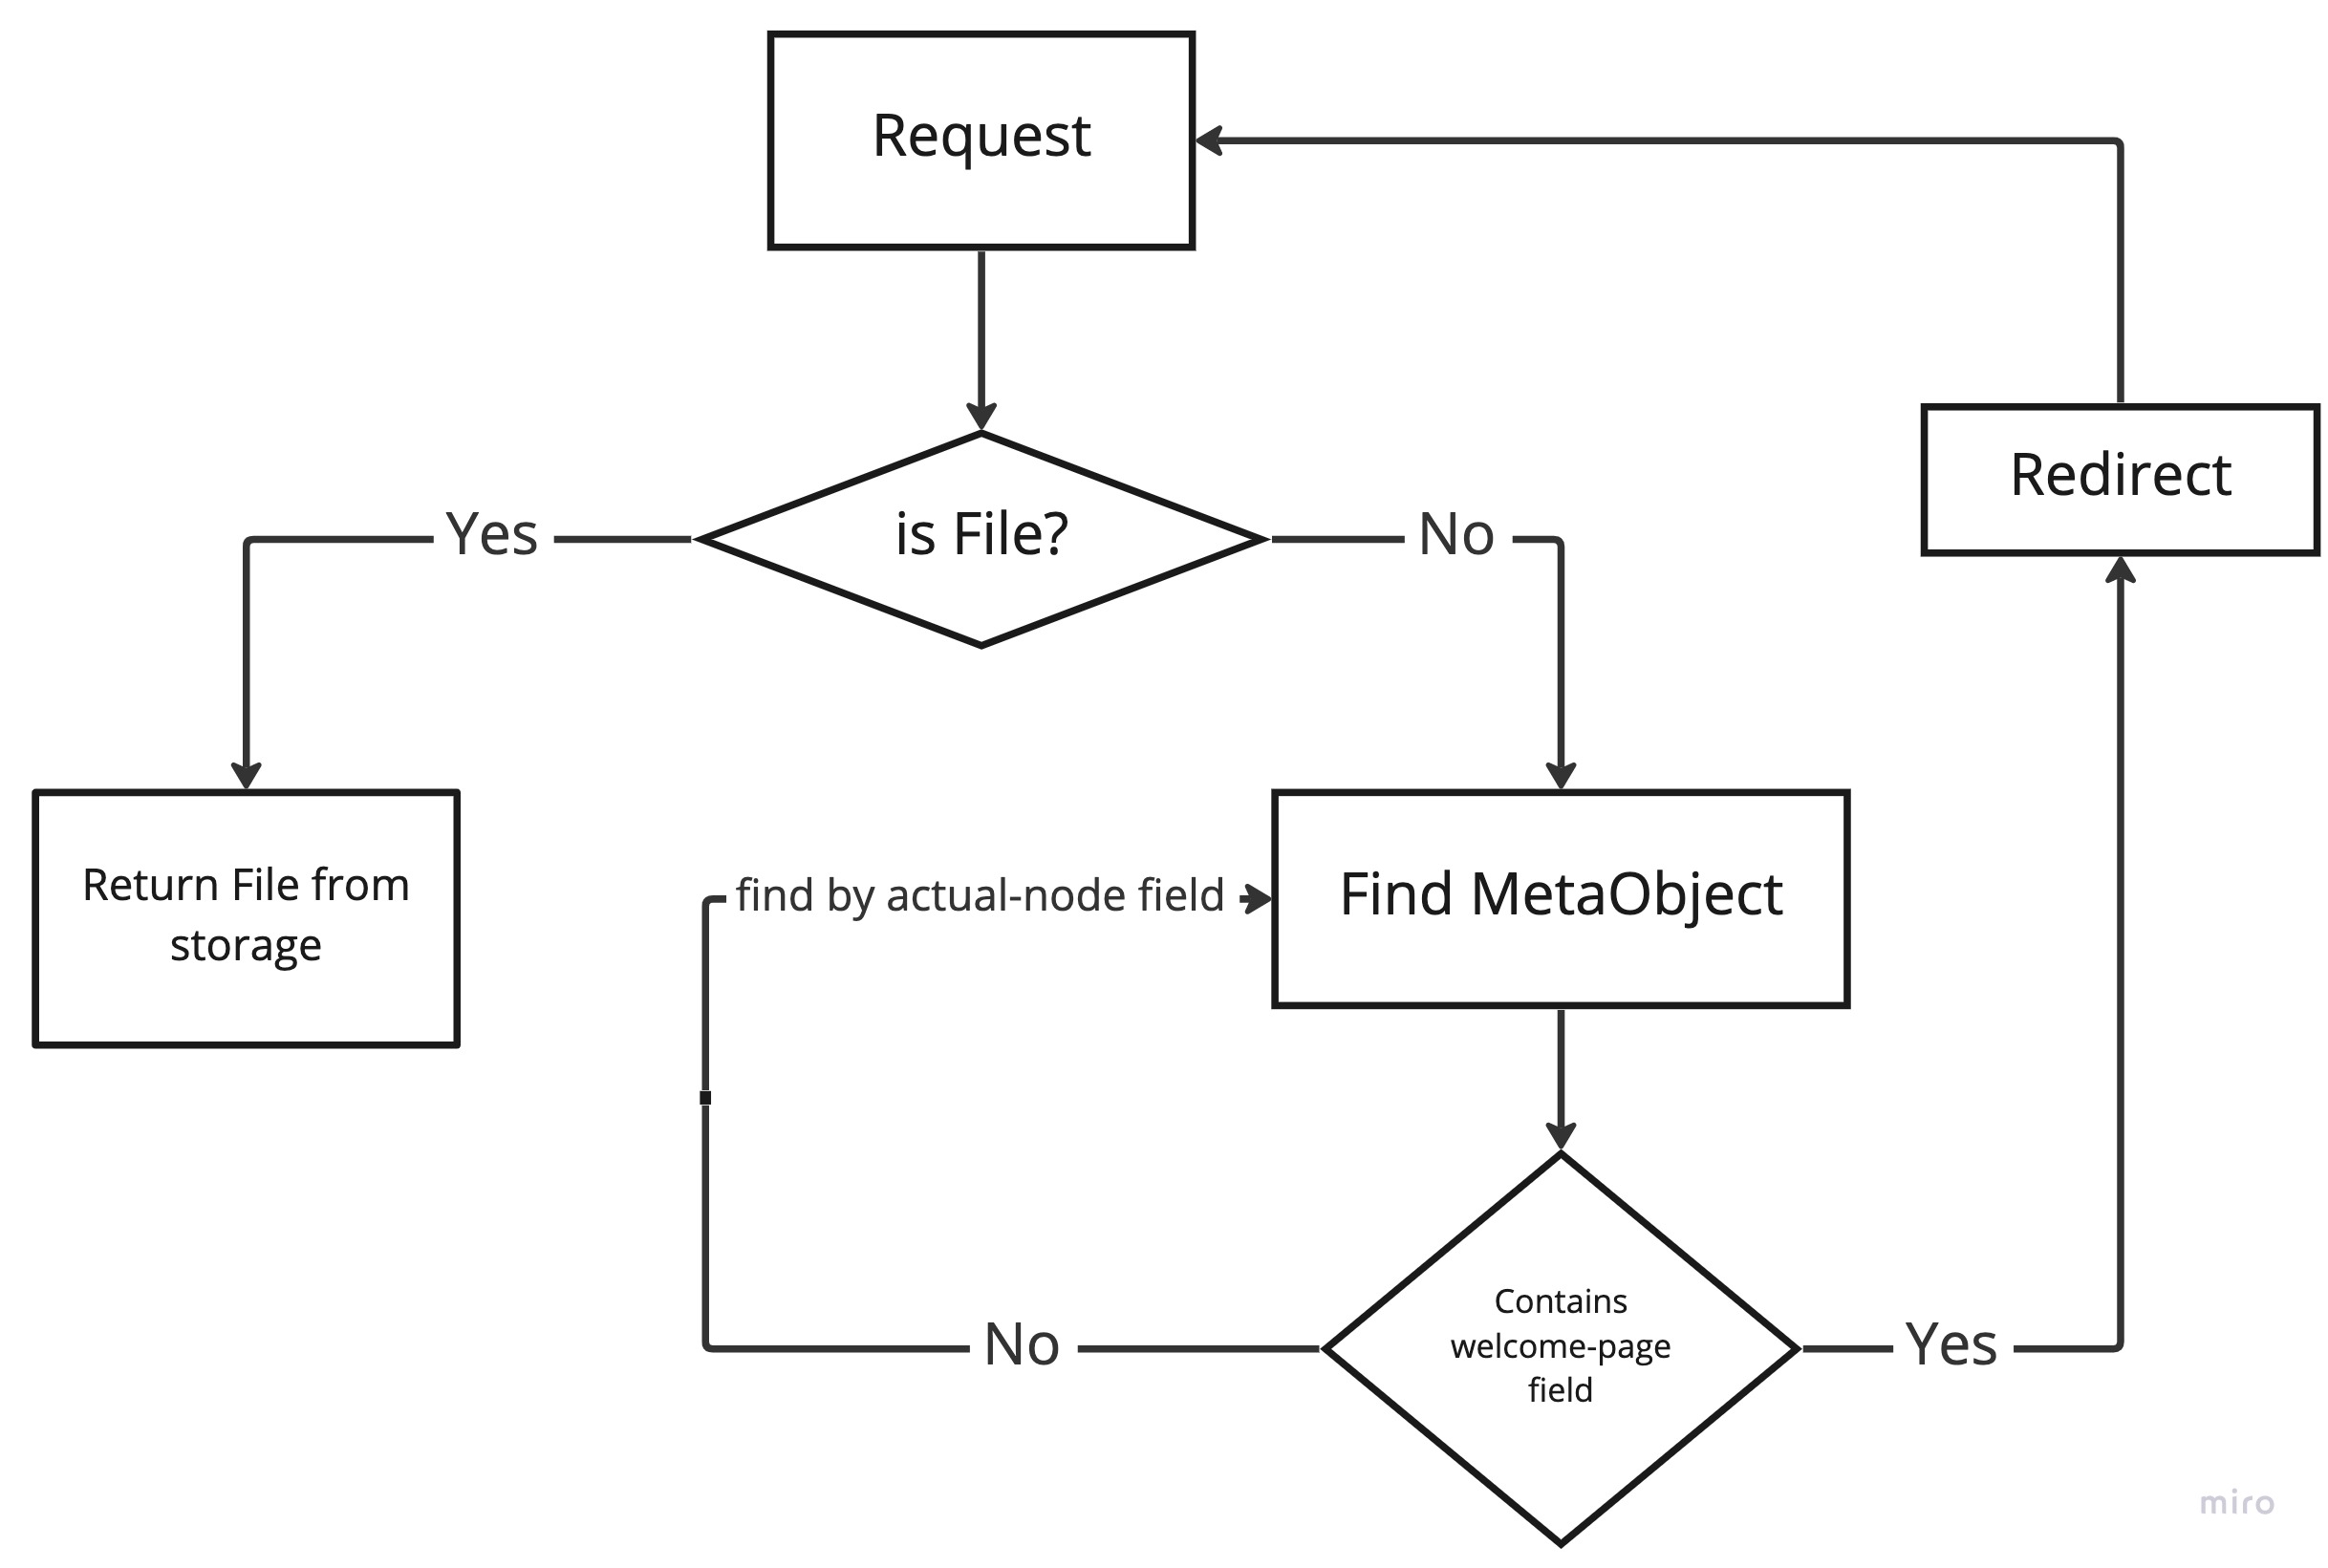 Request
Redirect
Yes
is File?
No
Return File from
storage
find by actual-node field
Find MetaObject
Contains
welcome-page
field
No
Yes
miro